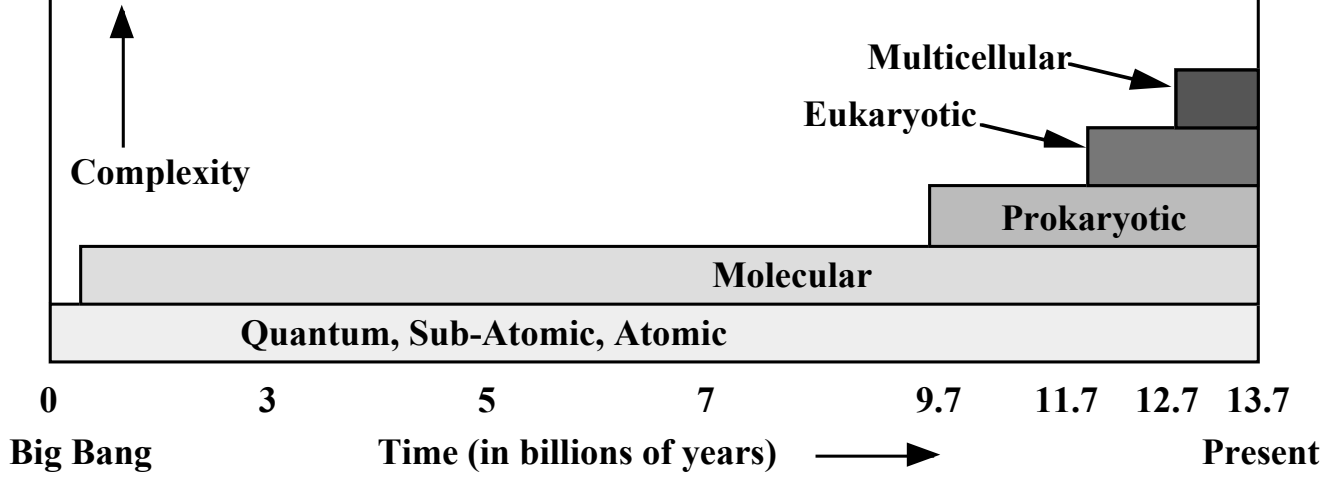 Multicellular
Eukaryotic
Complexity
Prokaryotic
Molecular
Quantum, Sub-Atomic, Atomic
0 3 5 7 9.7 11.7 12.7 13.7
Big Bang Time (in billions of years) Present